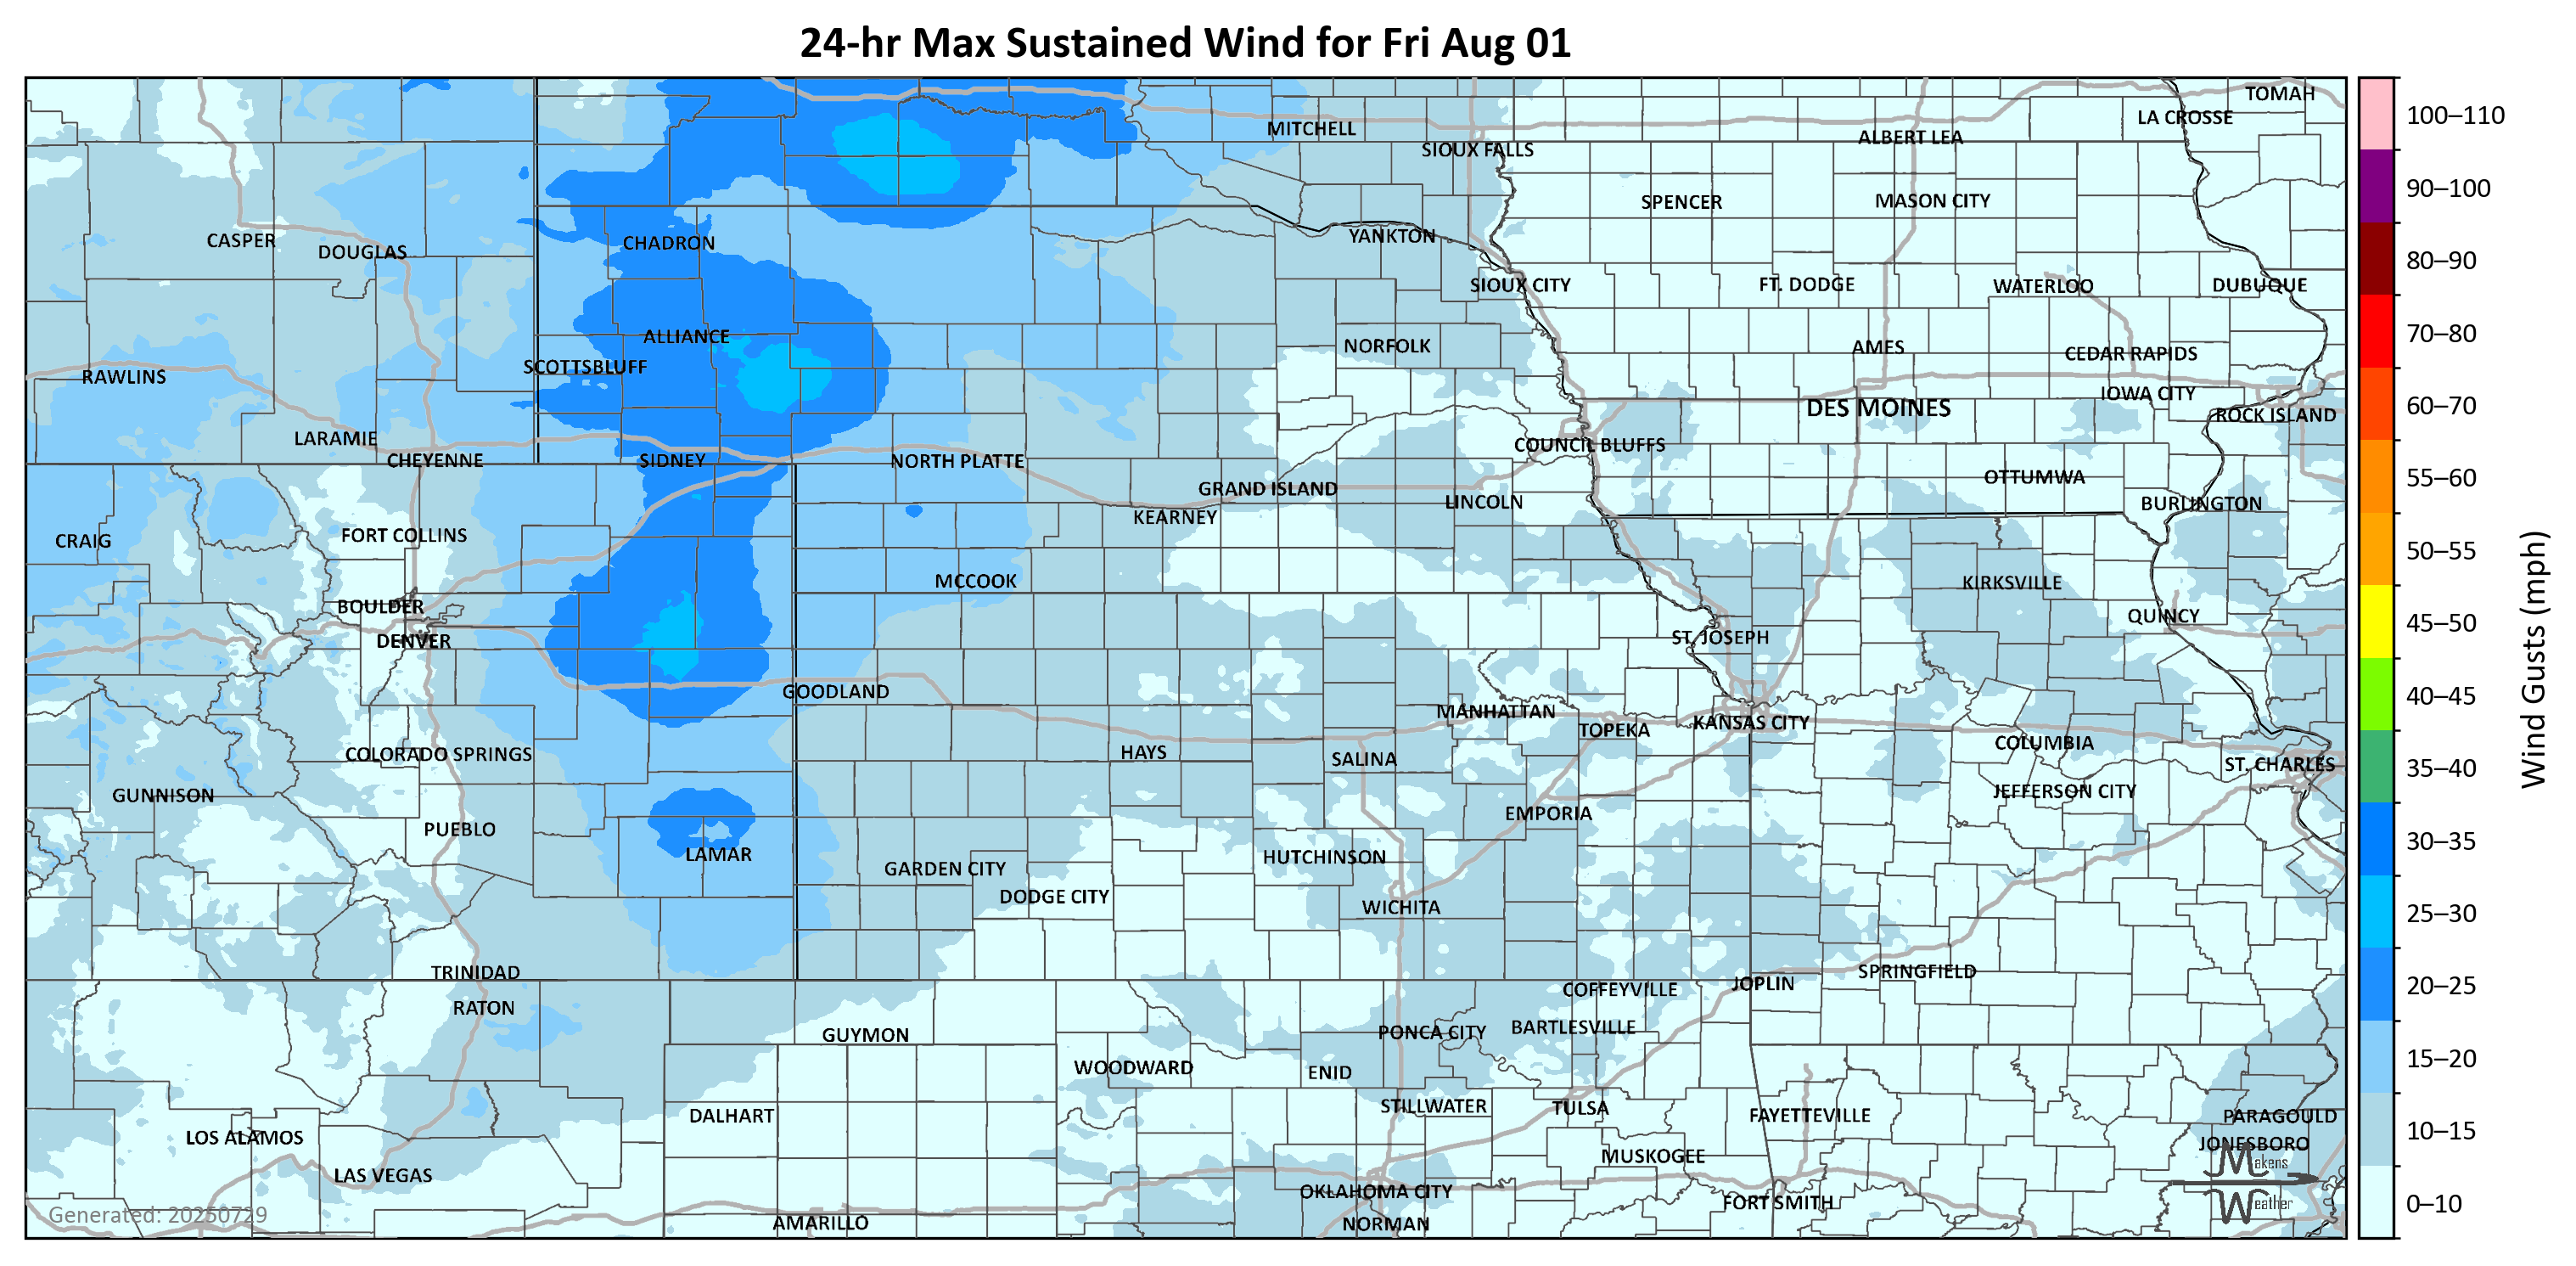 24-hr Max Sustained Wind for Fri Aug 01
TOMAH
LA CROSSE
MITCHELL
ALBERT LEA
SIOUX FALLS
SPENCER
MASON CITY
CASPER
DOUGLAS
CHADRON
YANKTON
SIOUX CITY
FT. DODGE
WATERLOO
DUBUQUE
ALLIANCE
NORFOLK
AMES
CEDAR RAPIDS
SCOTTSBLUFF
RAWLINS
IOWA CITY
DES MOINES
ROCK ISLAND
LARAMIE
COUNCIL BLUFFS
CHEYENNE
SIDNEY
NORTH PLATTE
OTTUMWA
GRAND ISLAND
LINCOLN
BURLINGTON
KEARNEY
FORT COLLINS
CRAIG
MCCOOK
KIRKSVILLE
BOULDER
QUINCY
DENVER
ST. JOSEPH
GOODLAND
MANHATTAN
TOPEKA
KANSAS CITY
COLUMBIA
COLORADO SPRINGS
HAYS
SALINA
ST. CHARLES
GUNNISON
JEFFERSON CITY
EMPORIA
PUEBLO
LAMAR
HUTCHINSON
GARDEN CITY
DODGE CITY
WICHITA
TRINIDAD
SPRINGFIELD
JOPLIN
COFFEYVILLE
RATON
GUYMON
PONCA CITY
BARTLESVILLE
WOODWARD
ENID
DALHART
STILLWATER
TULSA
FAYETTEVILLE
PARAGOULD
LOS ALAMOS
JONESBORO
MUSKOGEE
LAS VEGAS
OKLAHOMA CITY
FORT SMITH
AMARILLO
NORMAN
Generated: 20250729
Makens
Weather
100–110
90–100
80–90
70–80
60–70
55–60
50–55
45–50
40–45
35–40
30–35
25–30
20–25
15–20
10–15
0–10
Wind Gusts (mph)